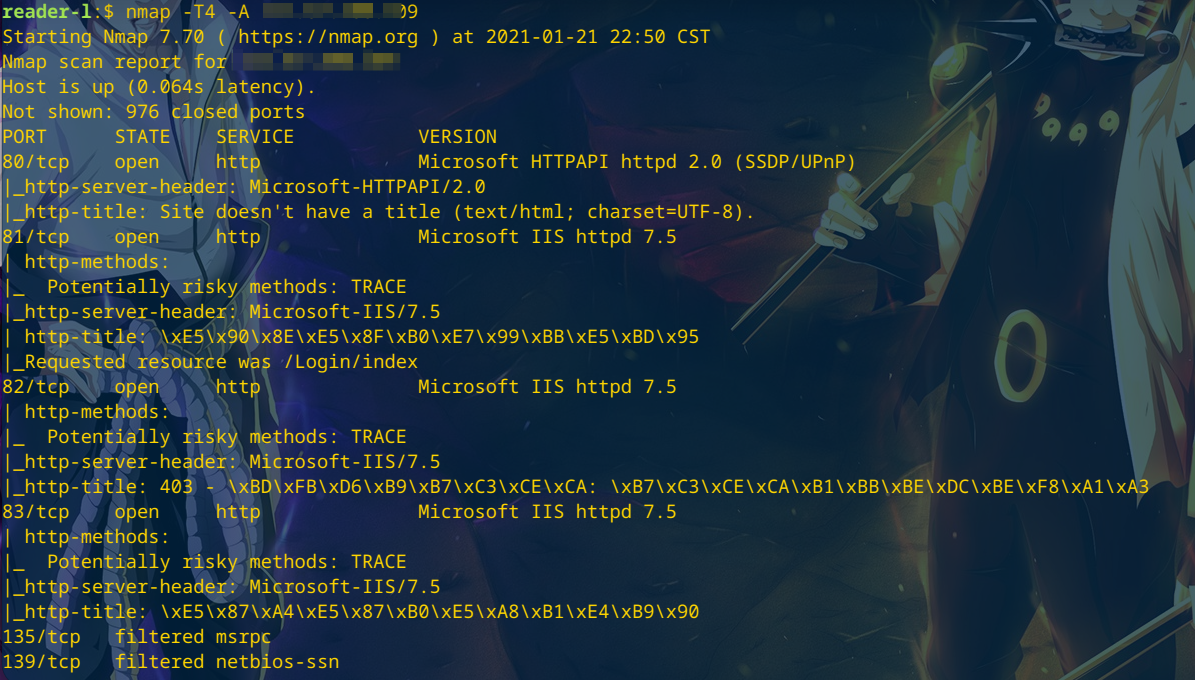 reader-l:$ nmap -T4 -A 09
Starting Nmap 7.70 ( https://nmap.org ) at 2021-01-21 22:50 CST
Nmap scan report for
Host is up (0.064s latency).
Not shown: 976 closed ports
PORT      STATE    SERVICE           VERSION
80/tcp    open     http              Microsoft HTTPAPI httpd 2.0 (SSDP/UPnP)
|_http-server-header: Microsoft-HTTPAPI/2.0
|_http-title: Site doesn't have a title (text/html; charset=UTF-8).
81/tcp    open     http              Microsoft IIS httpd 7.5
| http-methods:
|_  Potentially risky methods: TRACE
|_http-server-header: Microsoft-IIS/7.5
| http-title: \xE5\x90\x8E\xE5\x8F\xB0\xE7\x99\xBB\xE5\xBD\x95
|_Requested resource was /Login/index
82/tcp    open     http              Microsoft IIS httpd 7.5
| http-methods:
|_  Potentially risky methods: TRACE
|_http-server-header: Microsoft-IIS/7.5
|_http-title: 403 - \xBD\xFB\xD6\xB9\xB7\xC3\xCE\xCA: \xB7\xC3\xCE\xCA\xB1\xBB\xBE\xDC\xBE\xF8\xA1\xA3
83/tcp    open     http              Microsoft IIS httpd 7.5
| http-methods:
|_  Potentially risky methods: TRACE
|_http-server-header: Microsoft-IIS/7.5
|_http-title: \xE5\x87\xA4\xE5\x87\xB0\xE5\xA8\xB1\xE4\xB9\x90
135/tcp   filtered msrpc
139/tcp   filtered netbios-ssn